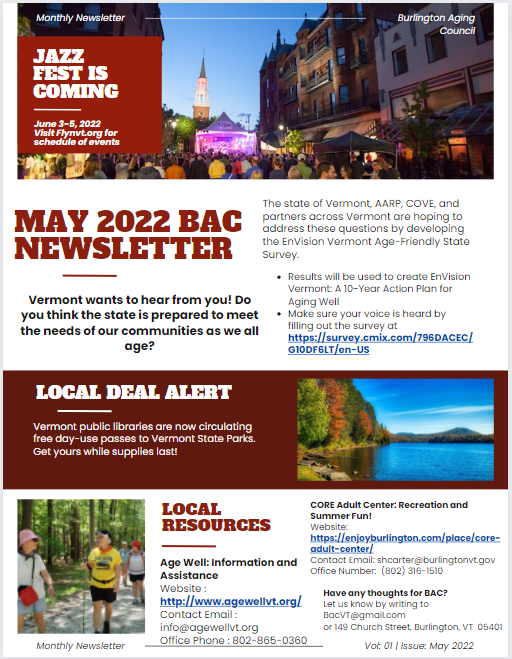 Monthly Newsletter
Burlington Aging
Council
JAZZ
FEST IS
COMING
June 3-5, 2022
Visit Flynvt.org for
schedule of events
MAY 2022 BAC
NEWSLETTER
Vermont wants to hear from you! Do
you think the state is prepared to meet
the needs of our communities as we all
age?
The state of Vermont, AARP, COVE, and
partners across Vermont are hoping to
address these questions by developing
the EnVision Vermont Age-Friendly State
Survey.
• Results will be used to create EnVision
Vermont: A 10-Year Action Plan for
Aging Well
• Make sure your voice is heard by
filling out the survey at
https://survey.cmix.com/796DACEC/
G10DF6LT/en-US
LOCAL DEAL ALERT
Vermont public libraries are now circulating
free day-use passes to Vermont State Parks.
Get yours while supplies last!
LOCAL
RESOURCES
Age Well: Information and
Assistance
Website :
http://www.agewellvt.org/
Contact Email :
info@agewellvt.org
Office Phone : 802-865-0360
CORE Adult Center: Recreation and
Summer Fun!
Website:
https://enjoyburlington.com/place/core-
adult-center/
Contact Email: shcarter@burlingtonvt.gov
Office Number: (802) 316-1510
Have any thoughts for BAC?
Let us know by writing to
BacVT@gmail.com
or 149 Church Street, Burlington, VT 05401
Monthly Newsletter
Vol: 01 | Issue: May 2022